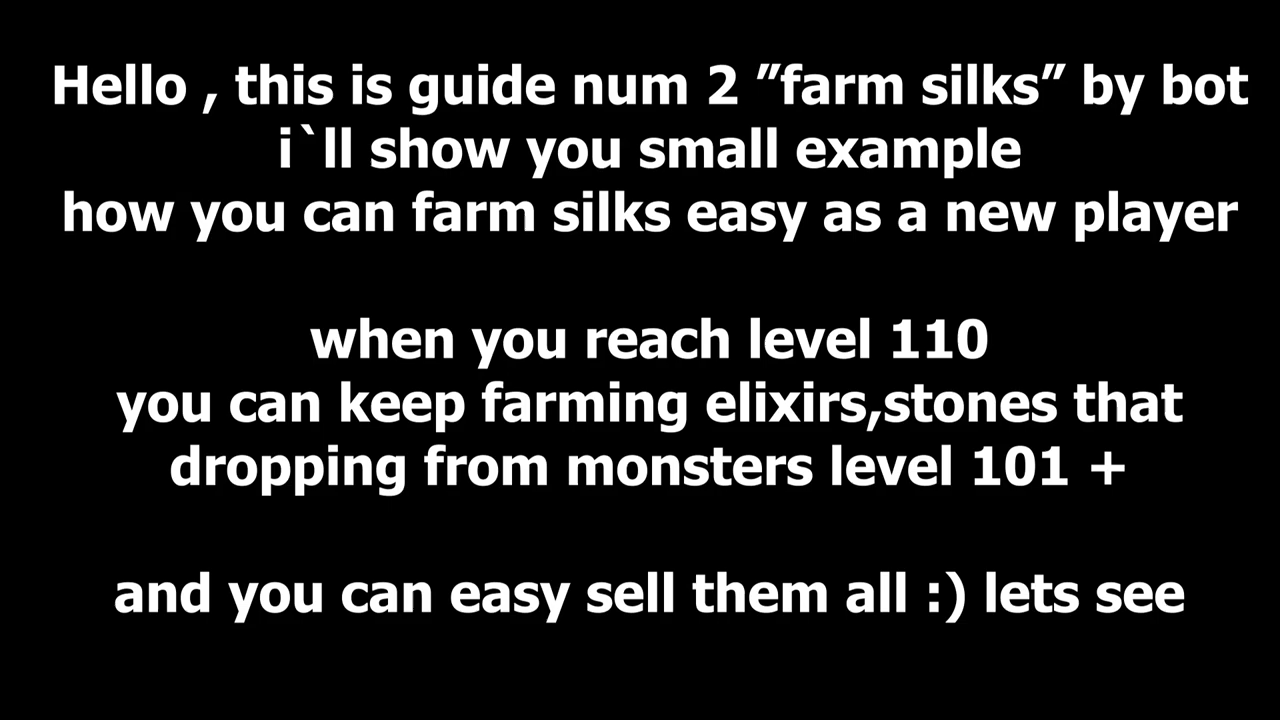 Hello , this is guide num 2 ”farm silks” by bot
i`ll show you small example
how you can farm silks easy as a new player
when you reach level 110
you can keep farming elixirs,stones that
dropping from monsters level 101 +
and you can easy sell them all :) lets see